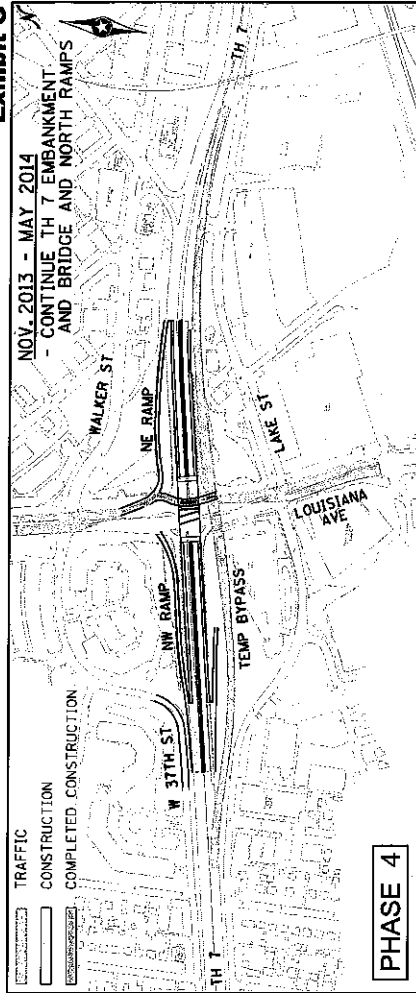 Exhibit
N
NOV. 2013 - MAY 2014
- CONTINUE TH 7 EMBANKMENT
AND BRIDGE AND NORTH RAMPS
TRAFFIC
CONSTRUCTION
COMPLETED CONSTRUCTION
WALKER ST
NE RAMP
NW RAMP
W 37TH ST
TH 7
TH 7
TEMP BYPASS
LAKE ST
LOUISIANA
AVE
PHASE 4